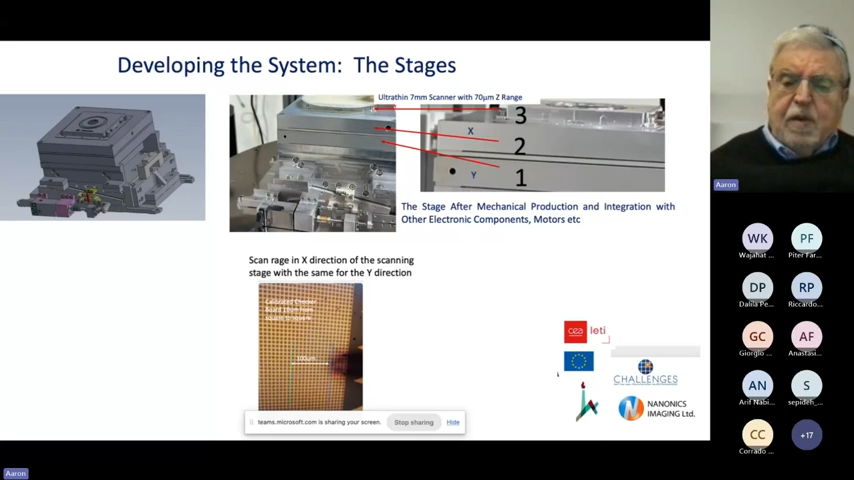 Developing the System: The Stages
Ultrathin 7mm Scanner with 70µm Z Range
3
X
2
Y
1
The Stage After Mechanical Production and Integration with
Other Electronic Components, Motors etc
Scan rage in X direction of the scanning
stage with the same for the Y direction
100µm
cea
leti
CHALLENGES
NANONICS
IMAGING Ltd.
teams.microsoft.com is sharing your screen.
Stop sharing
Hide
Aaron
WK
PF
Wajahat ...
Piter Far...
DP
RP
Dalila Pe...
Riccardo...
GC
AF
Giorgio ...
Anastasi...
AN
S
Arif Nabi...
sepideh_...
CC
+17
Corrado ...
Aaron